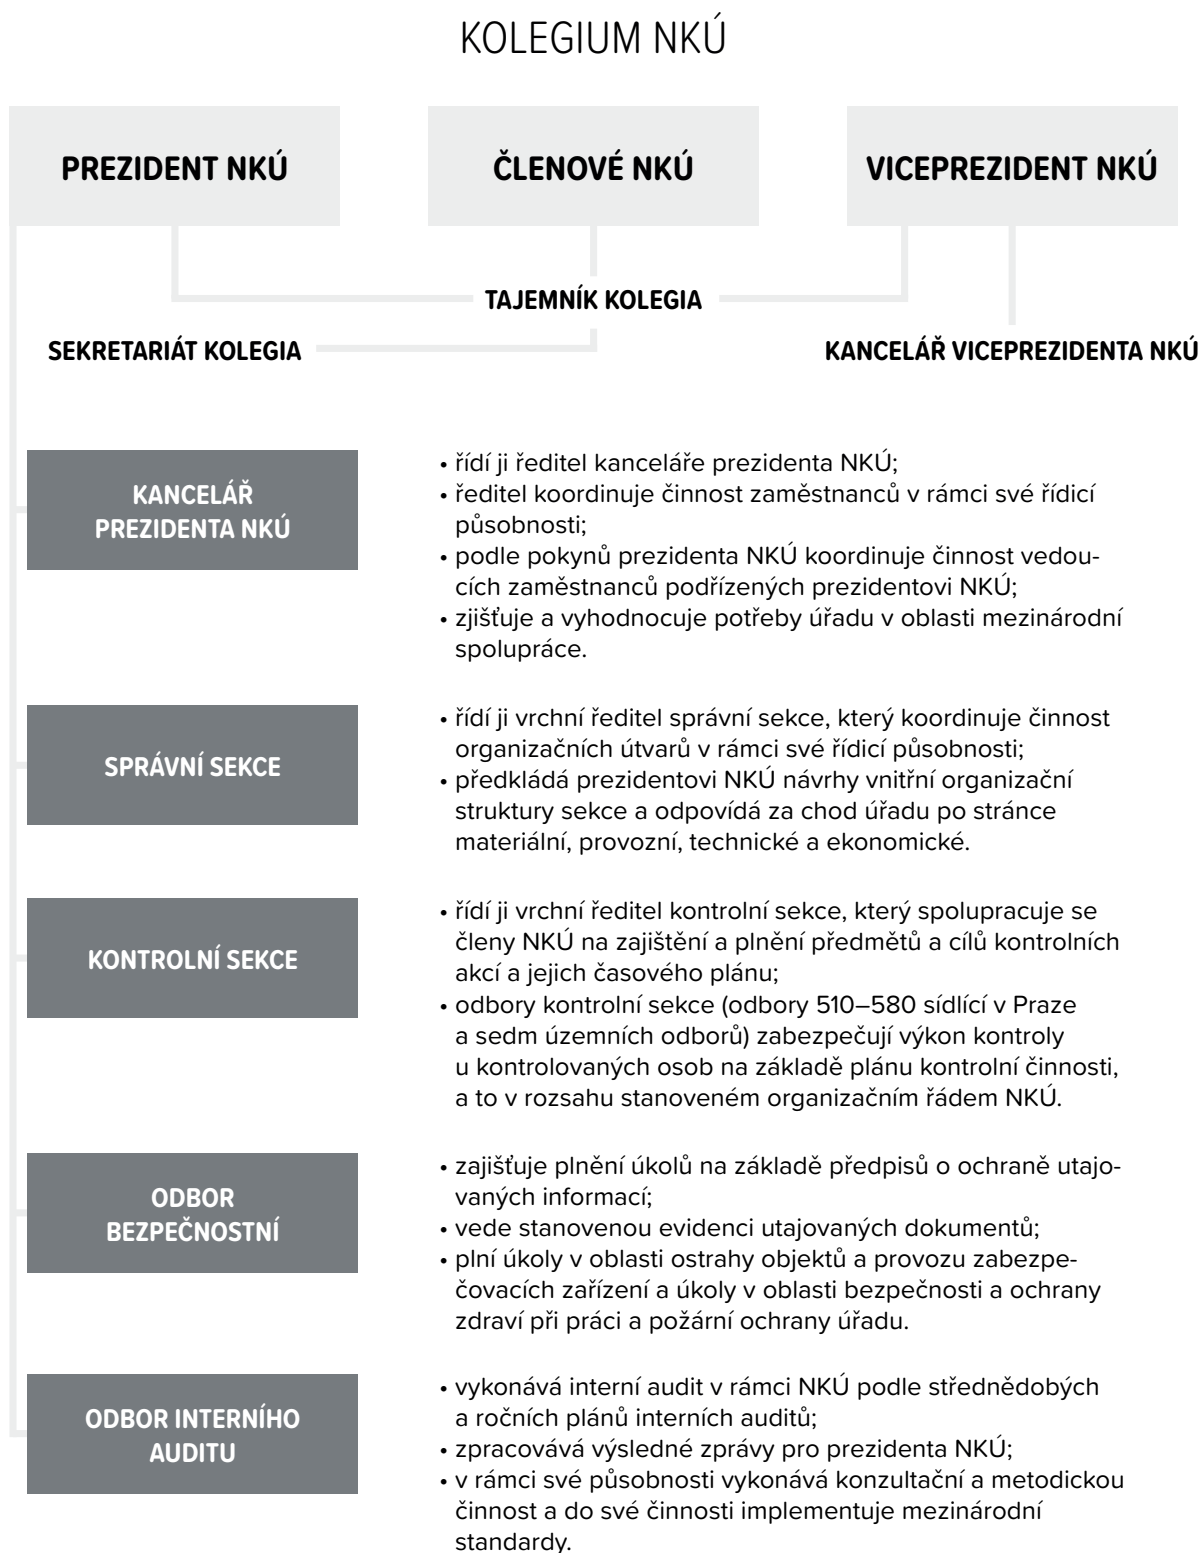 KOLEGIUM NKÚ
PREZIDENT NKÚ
ČLENOVÉ NKÚ
VICEPREZIDENT NKÚ
TAJEMNÍK KOLEGIA
SEKRETARIÁT KOLEGIA
KANCELÁŘ VICEPREZIDENTA NKÚ
KANCELÁŘ
PREZIDENTA NKÚ
• řídí ji ředitel kanceláře prezidenta NKÚ;
• ředitel koordinuje činnost zaměstnanců v rámci své řídicí
působnosti;
• podle pokynů prezidenta NKÚ koordinuje činnost vedou-
cích zaměstnanců podřízených prezidentovi NKÚ;
• zjišťuje a vyhodnocuje potřeby úřadu v oblasti mezinárodní
spolupráce.
SPRÁVNÍ SEKCE
• řídí ji vrchní ředitel správní sekce, který koordinuje činnost
organizačních útvarů v rámci své řídicí působnosti;
• předkládá prezidentovi NKÚ návrhy vnitřní organizační
struktury sekce a odpovídá za chod úřadu po stránce
materiální, provozní, technické a ekonomické.
KONTROLNÍ SEKCE
• řídí ji vrchní ředitel kontrolní sekce, který spolupracuje se
členy NKÚ na zajištění a plnění předmětů a cílů kontrolních
akcí a jejich časového plánu;
• odbory kontrolní sekce (odbory 510–580 sídlící v Praze
a sedm územních odborů) zabezpečují výkon kontroly
u kontrolovaných osob na základě plánu kontrolní činnosti,
a to v rozsahu stanoveném organizačním řádem NKÚ.
ODBOR
BEZPEČNOSTNÍ
• zajišťuje plnění úkolů na základě předpisů o ochraně utajo-
vaných informací;
• vede stanovenou evidenci utajovaných dokumentů;
• plní úkoly v oblasti ostrahy objektů a provozu zabezpe-
čovacích zařízení a úkoly v oblasti bezpečnosti a ochrany
zdraví při práci a požární ochrany úřadu.
ODBOR INTERNÍHO
AUDITU
• vykonává interní audit v rámci NKÚ podle střednědobých
a ročních plánů interních auditů;
• zpracovává výsledné zprávy pro prezidenta NKÚ;
• v rámci své působnosti vykonává konzultační a metodickou
činnost a do své činnosti implementuje mezinárodní
standardy.